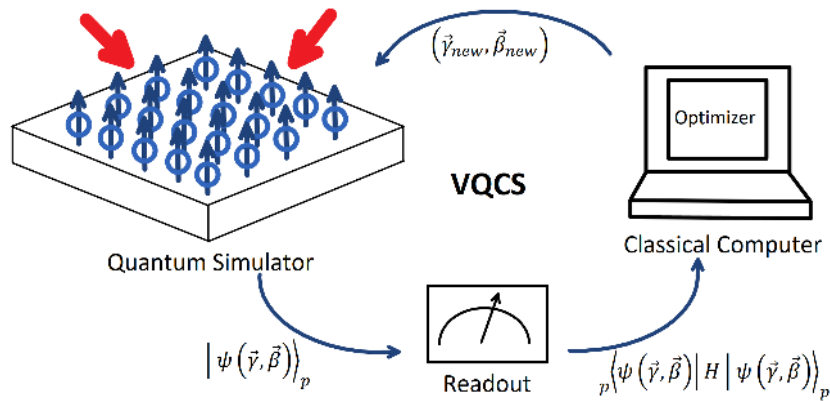 (γ⃗new, β⃗new)
Optimizer
VQCS
Quantum Simulator
Classical Computer
|ψ(γ⃗, β⃗)⟩p
Readout
p⟨ψ(γ⃗, β⃗)|H|ψ(γ⃗, β⃗)⟩p